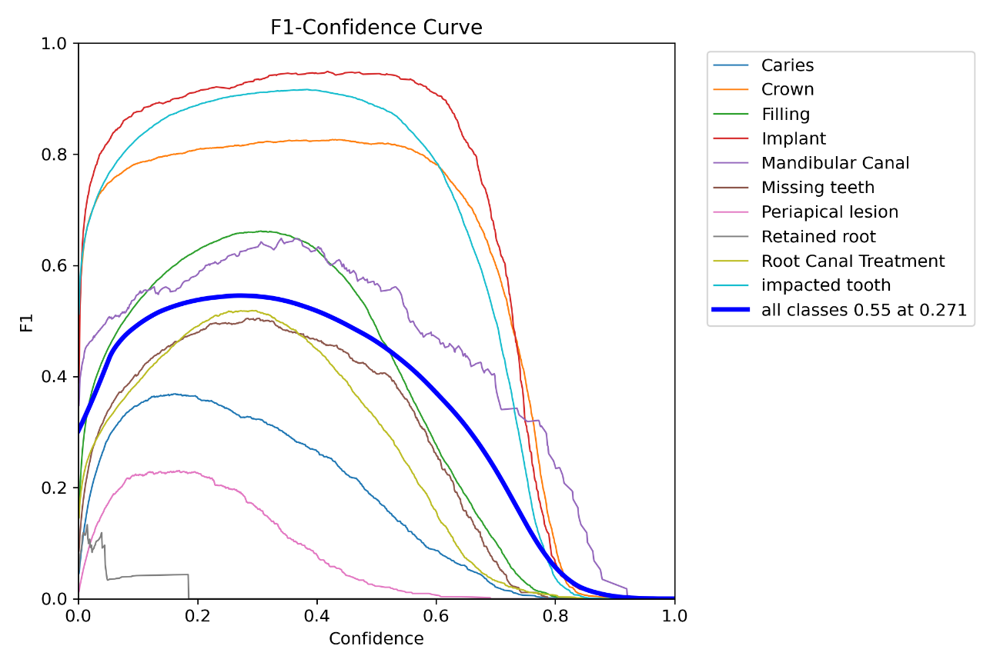 F1-Confidence Curve
1.0
0.8
0.6
0.4
0.2
0.0
F1
0.0 0.2 0.4 0.6 0.8 1.0
Confidence
Caries
Crown
Filling
Implant
Mandibular Canal
Missing teeth
Periapical lesion
Retained root
Root Canal Treatment
impacted tooth
all classes 0.55 at 0.271